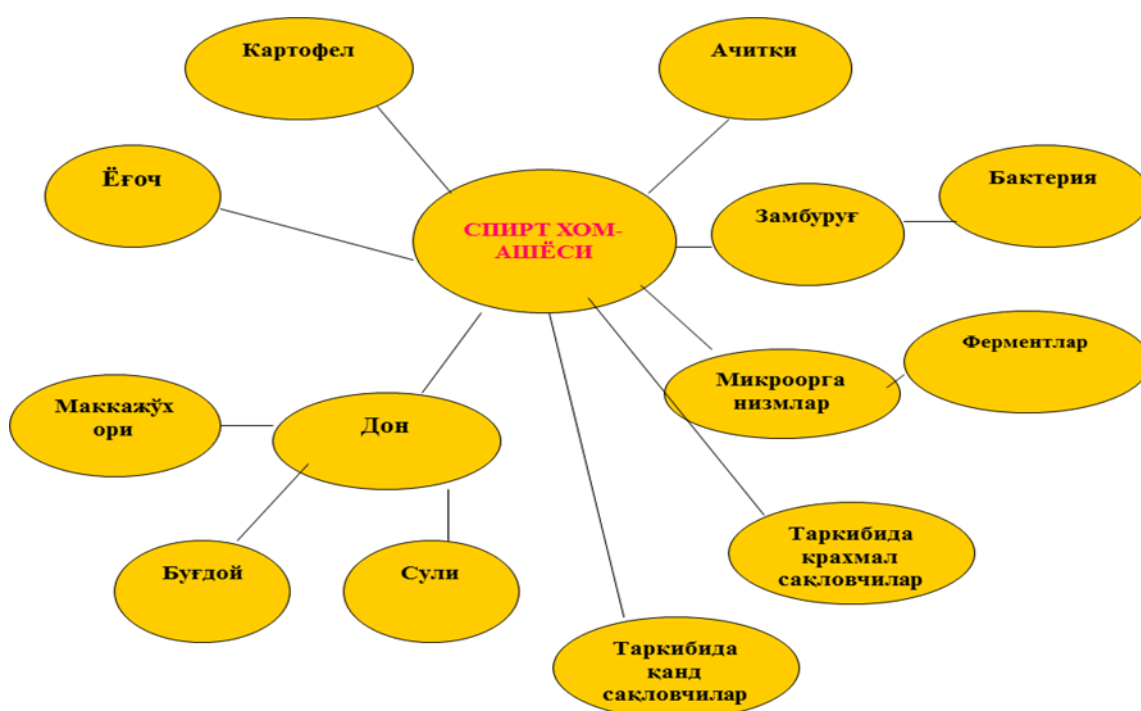 Картофел
Ачитқи
Ёғоч
Бактерия
Замбуруғ
СПИРТ ХОМ-
АШЁСИ
Ферментлар
Микроорга
низмлар
Маккажўх
ори
Дон
Таркибида
крахмал
сақловчилар
Буғдой
Сули
Таркибида
қанд
сақловчилар